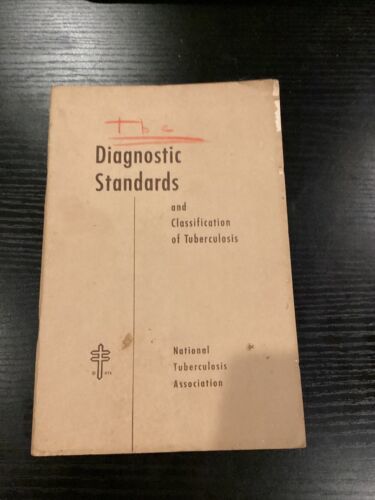 Tbc
Diagnostic
Standards
and
Classification
of Tuberculosis
National
Tuberculosis
Association